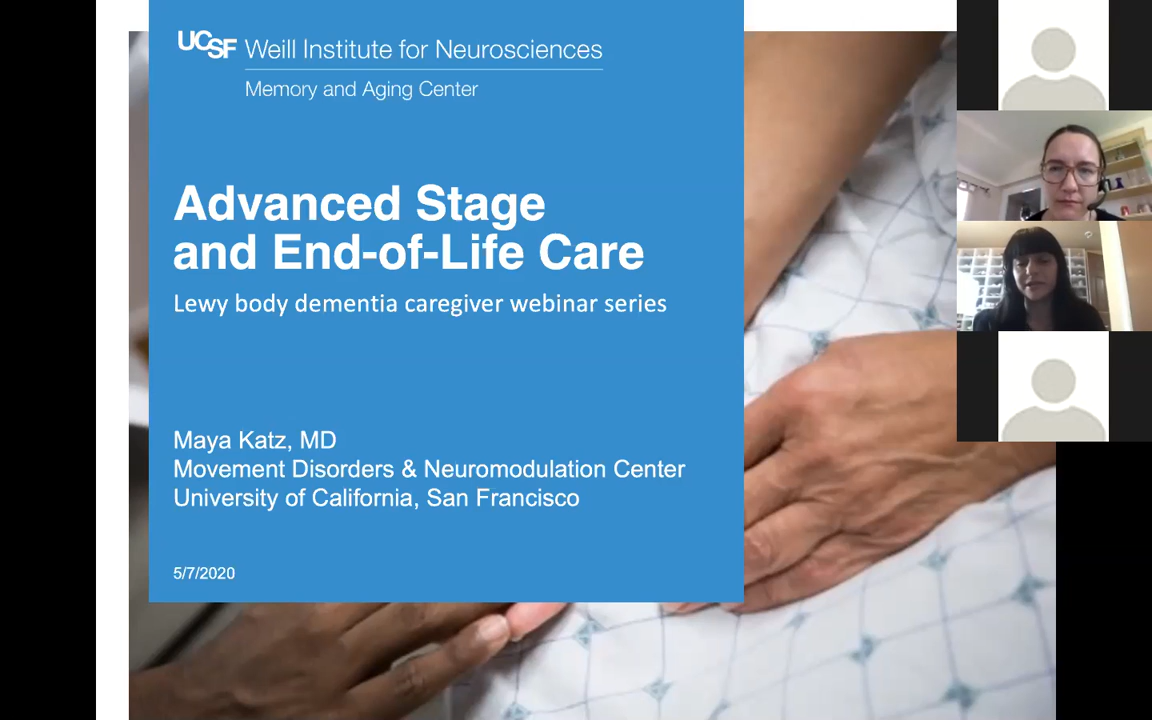 UCSF Weill Institute for Neurosciences
Memory and Aging Center
Advanced Stage
and End-of-Life Care
Lewy body dementia caregiver webinar series
Maya Katz, MD
Movement Disorders & Neuromodulation Center
University of California, San Francisco
5/7/2020